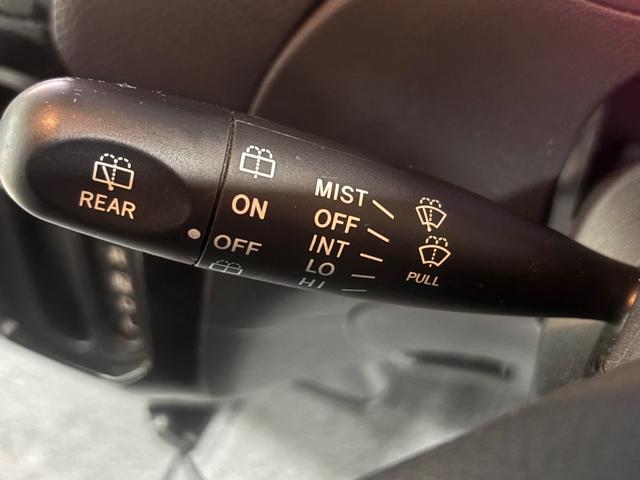 REAR
ON
OFF
MIST
OFF
INT
LO
HI
PULL